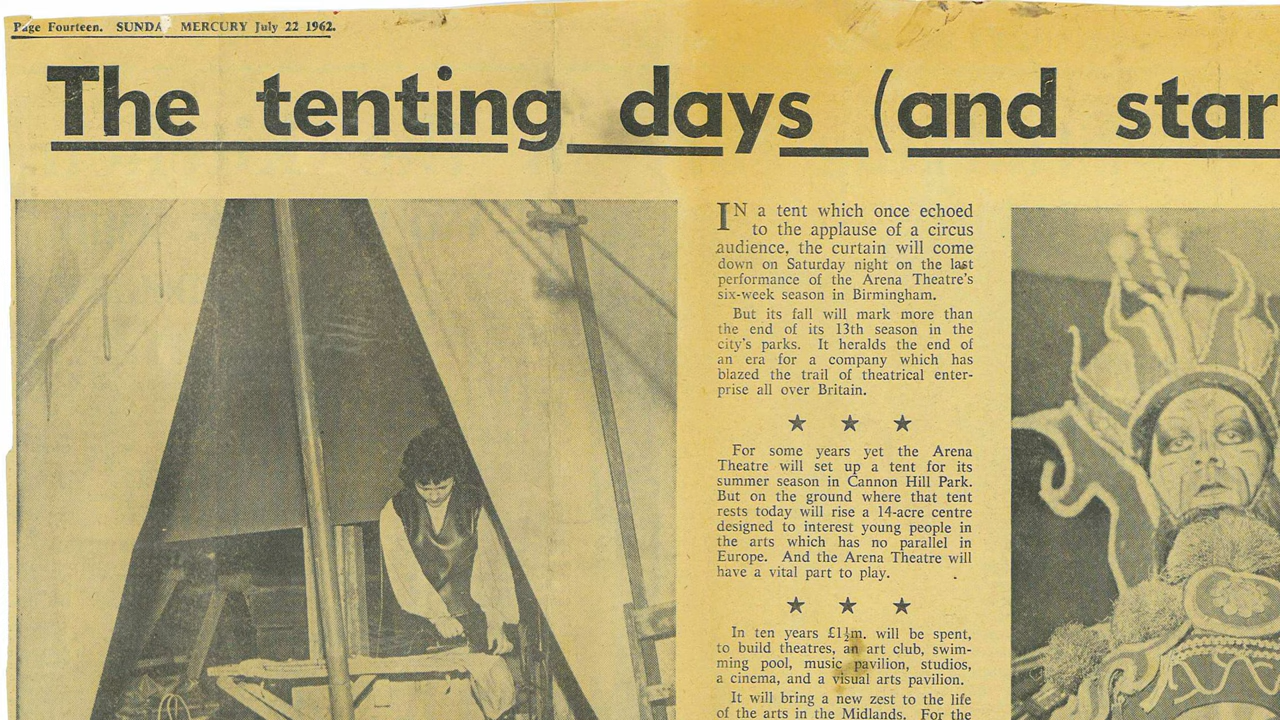 Page Fourteen. SUNDA MERCURY July 22 1962.
The tenting days (and star
IN a tent which once echoed
to the applause of a circus
audience, the curtain will come
down on Saturday night on the last
performance of the Arena Theatre's
six-week season in Birmingham.
But its fall will mark more than
the end of its 13th season in the
city's parks. It heralds the end of
an era for a company which has
blazed the trail of theatrical enter-
prise all over Britain.
★ ★ ★
For some years yet the Arena
Theatre will set up a tent for its
summer season in Cannon Hill Park.
But on the ground where that tent
rests today will rise a 14-acre centre
designed to interest young people in
the arts which has no parallel in
Europe. And the Arena Theatre will
have a vital part to play.
★ ★ ★
In ten years £1½m. will be spent,
to build theatres, an art club, swim-
ming pool, music pavilion, studios,
a cinema, and a visual arts pavilion.
It will bring a new zest to the life
of the arts in the Midlands. For the